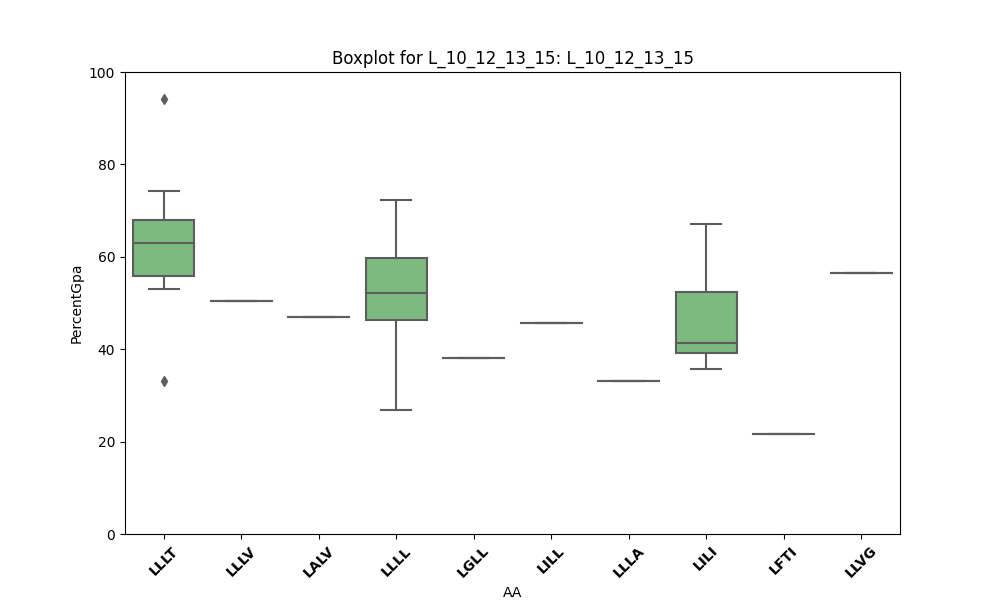 Boxplot for L_10_12_13_15: L_10_12_13_15
100
80
60
40
20
0
PercentGpa
LLLT LLLV LALV LLLL LGLL LILL LLLA LILI LFTI LLVG
AA